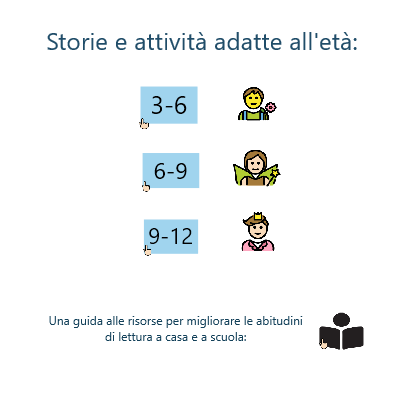 Storie e attività adatte all'età:
3-6
6-9
9-12
Una guida alle risorse per migliorare le abitudini
di lettura a casa e a scuola: